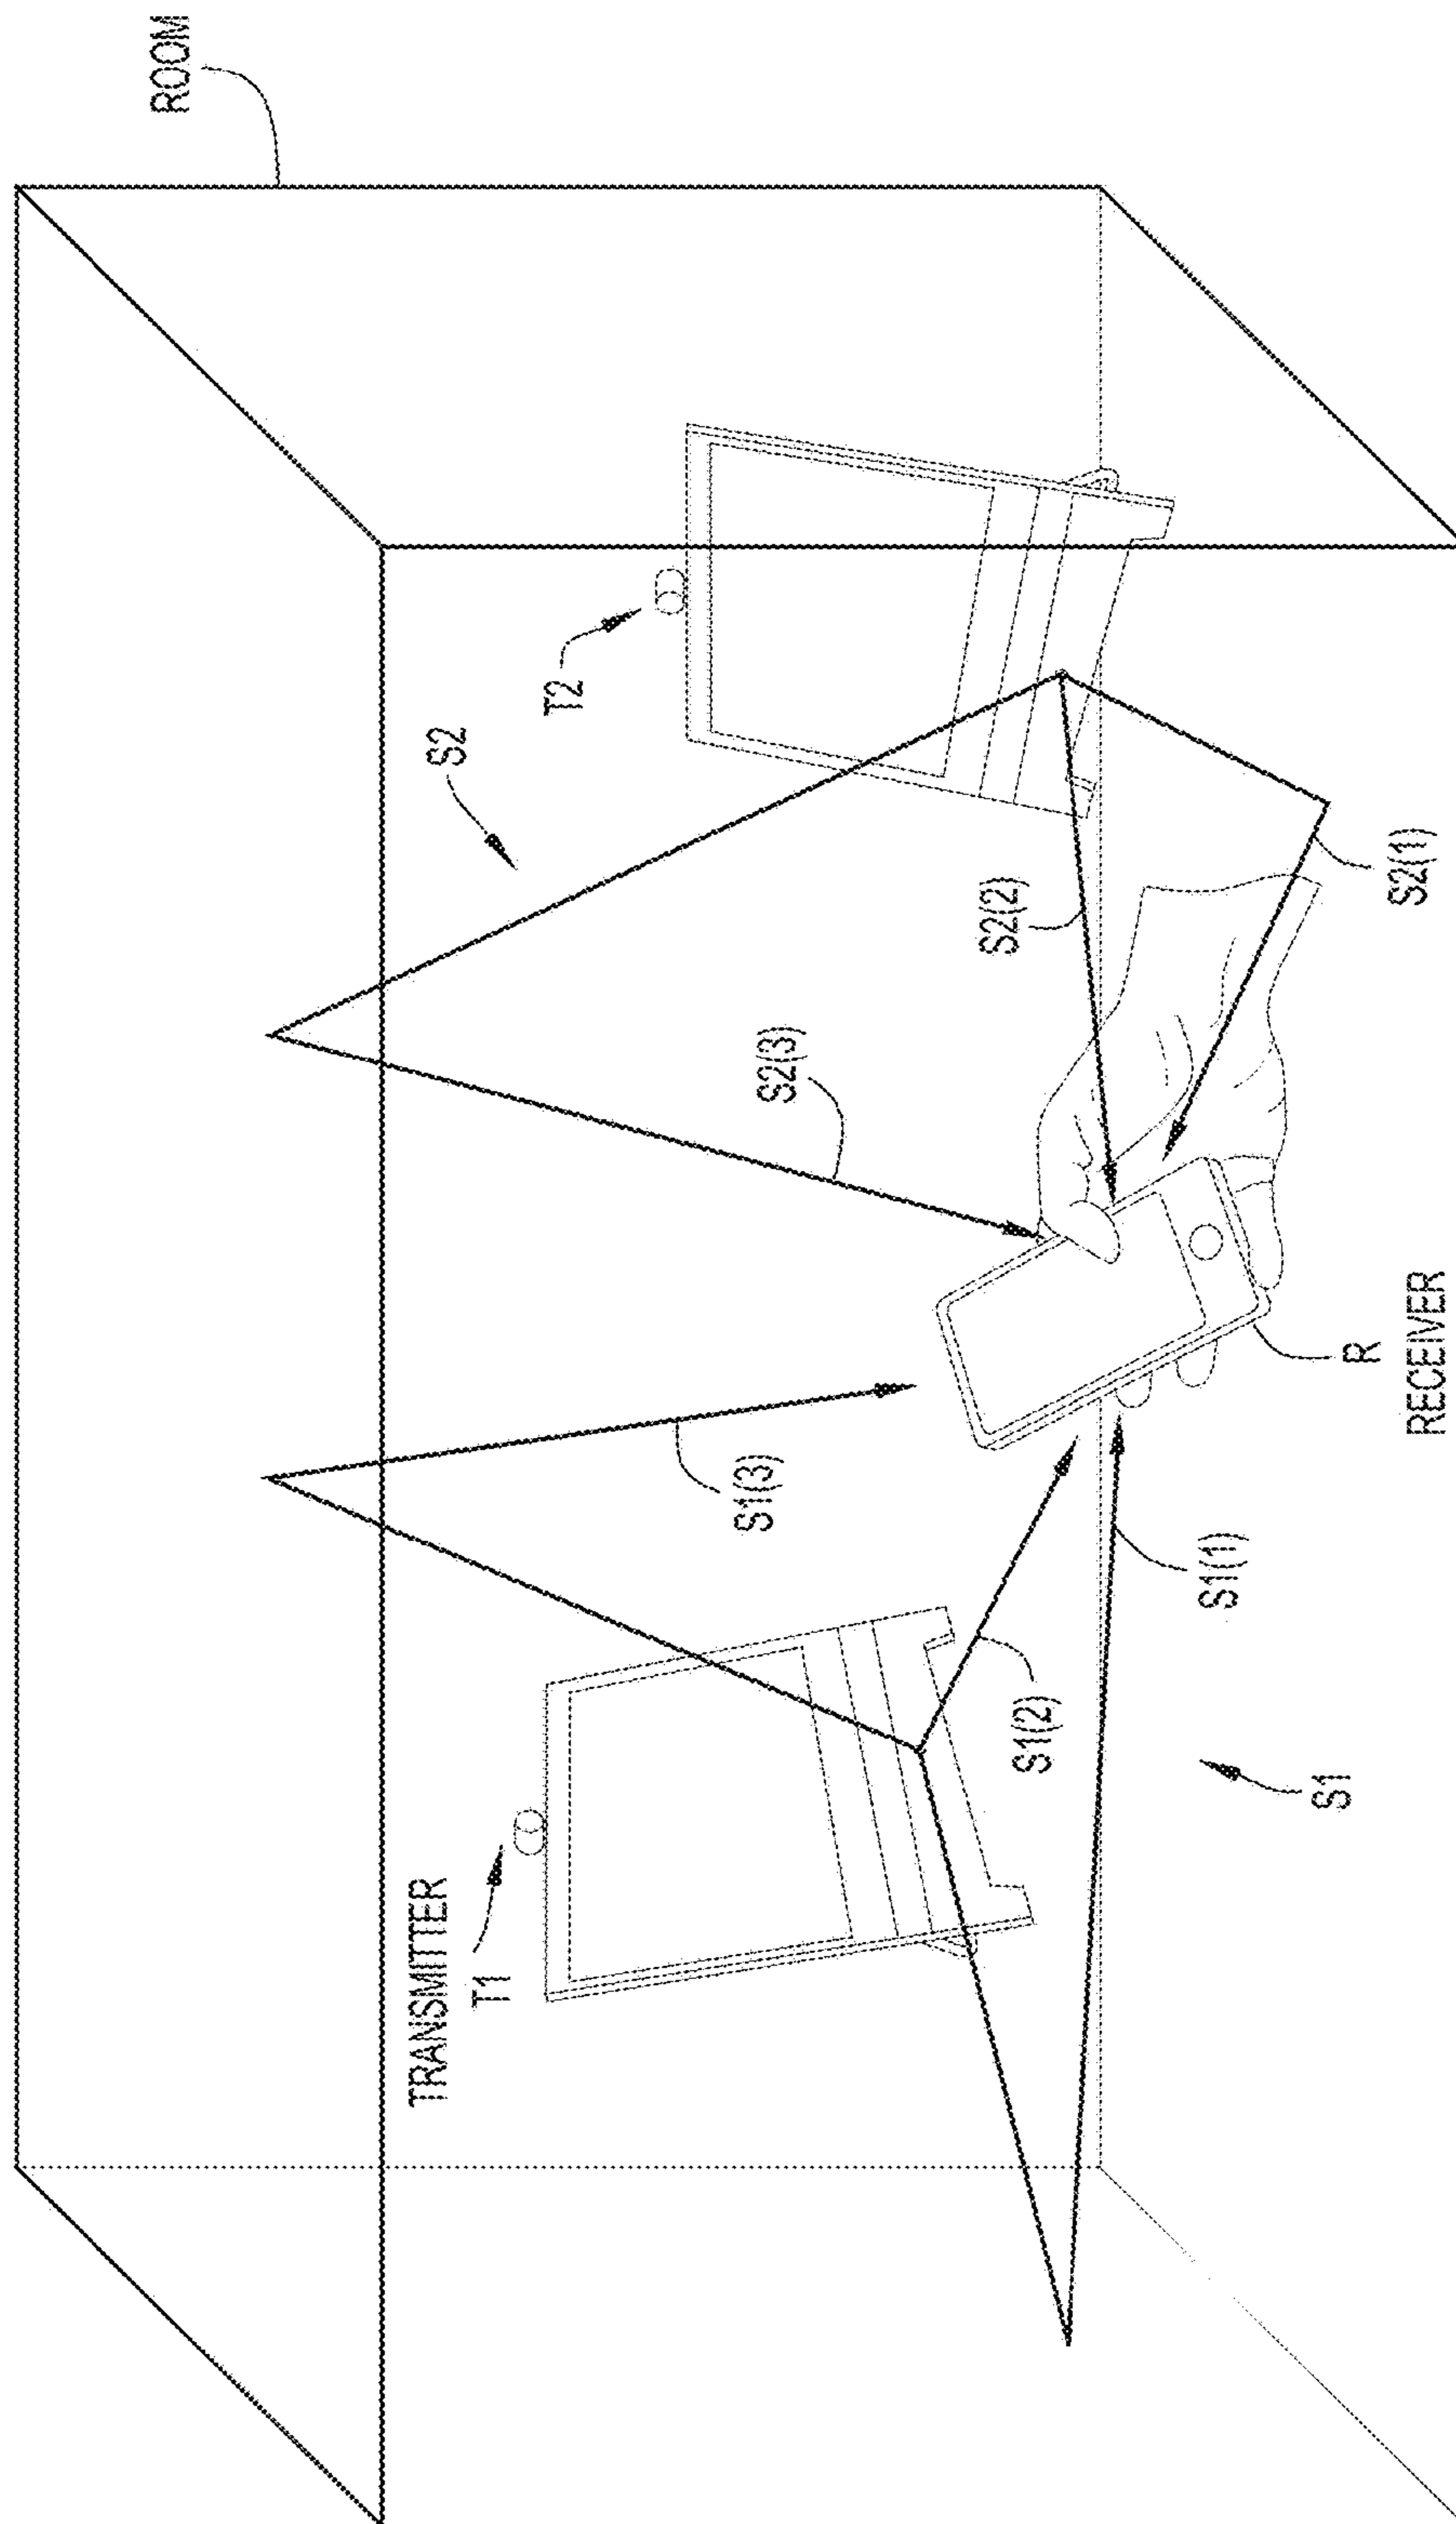 ROOM
TRANSMITTER
T1
T2
S2
S2(3)
S2(2)
S2(1)
S1(3)
S1(2)
S1(1)
S1
R
RECEIVER